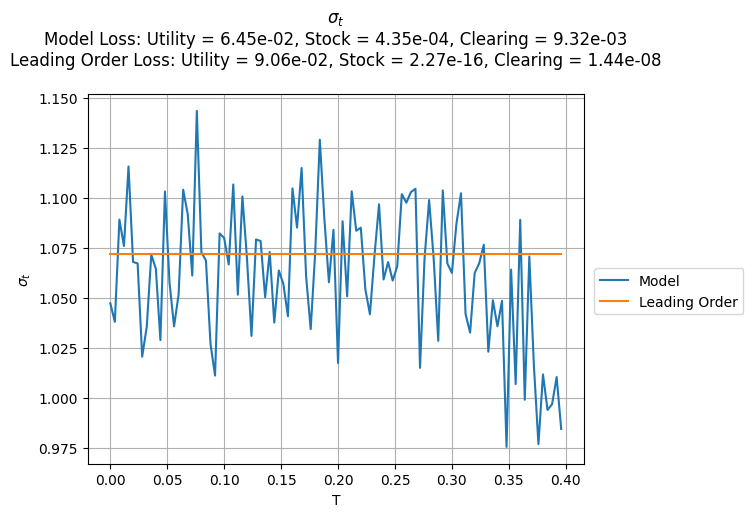 σt
Model Loss: Utility = 6.45e-02, Stock = 4.35e-04, Clearing = 9.32e-03
Leading Order Loss: Utility = 9.06e-02, Stock = 2.27e-16, Clearing = 1.44e-08
1.150
1.125
1.100
1.075
1.050
1.025
1.000
0.975
σt
0.00 0.05 0.10 0.15 0.20 0.25 0.30 0.35 0.40
T
Model
Leading Order